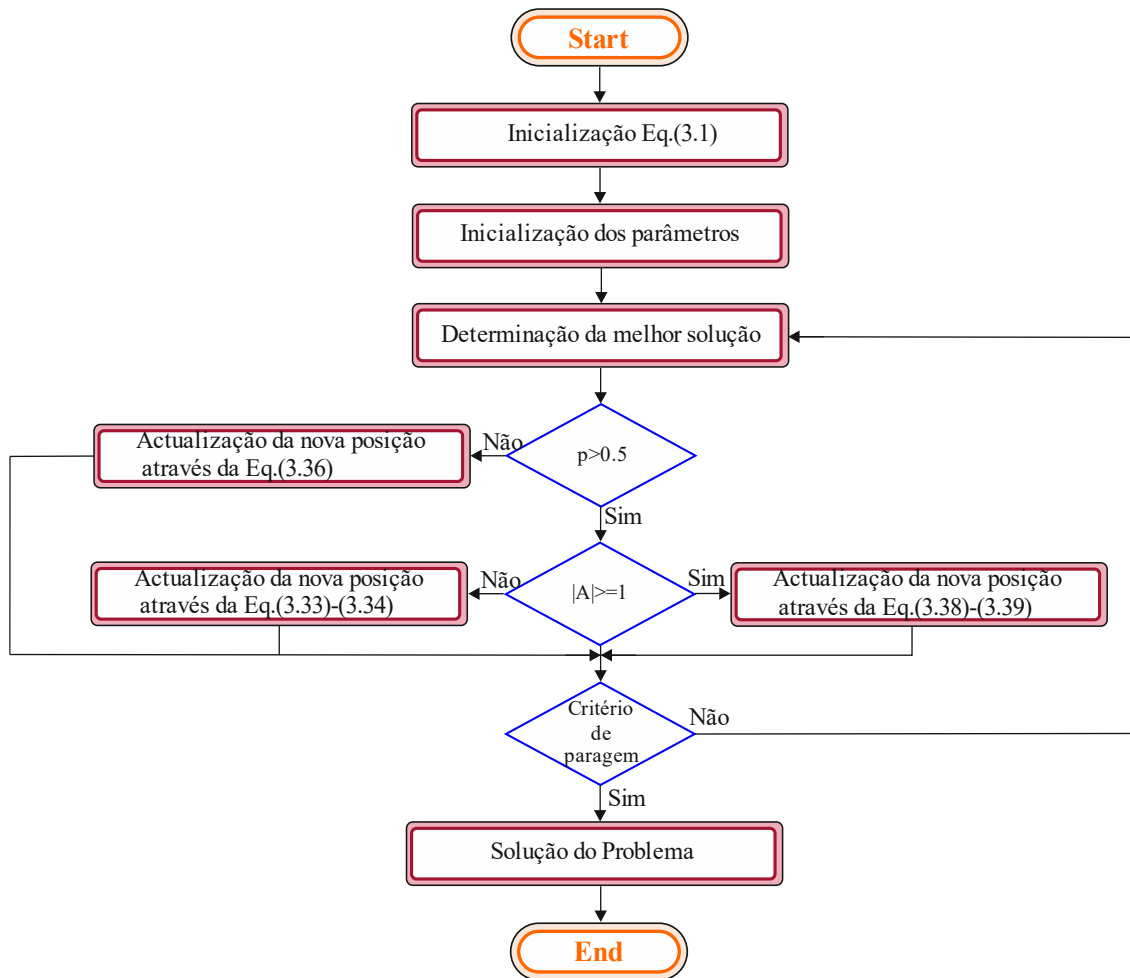 Start
Inicialização Eq.(3.1)
Inicialização dos parâmetros
Determinação da melhor solução
Actualização da nova posição
através da Eq.(3.36)
Não
p>0.5
Sim
Actualização da nova posição
através da Eq.(3.33)-(3.34)
Não
|A|>=1
Sim
Actualização da nova posição
através da Eq.(3.38)-(3.39)
Critério
de
paragem
Não
Sim
Solução do Problema
End